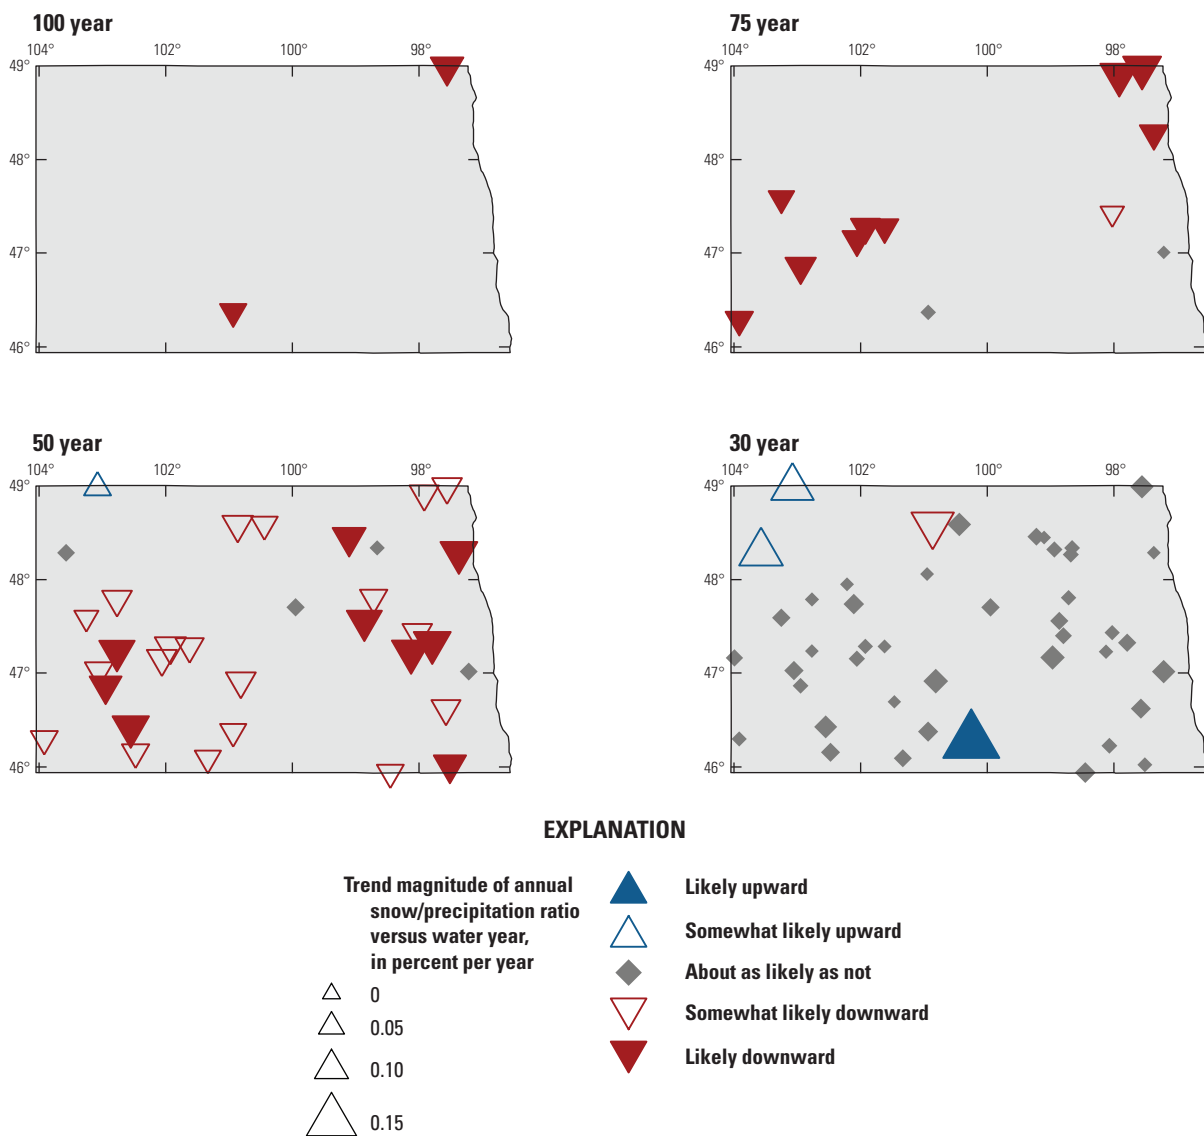 100 year
104° 102° 100° 98°
49°
48°
47°
46°
75 year
104° 102° 100° 98°
49°
48°
47°
46°
50 year
104° 102° 100° 98°
49°
48°
47°
46°
30 year
104° 102° 100° 98°
49°
48°
47°
46°
EXPLANATION
Trend magnitude of annual
snow/precipitation ratio
versus water year,
in percent per year
0
0.05
0.10
0.15
Likely upward
Somewhat likely upward
About as likely as not
Somewhat likely downward
Likely downward